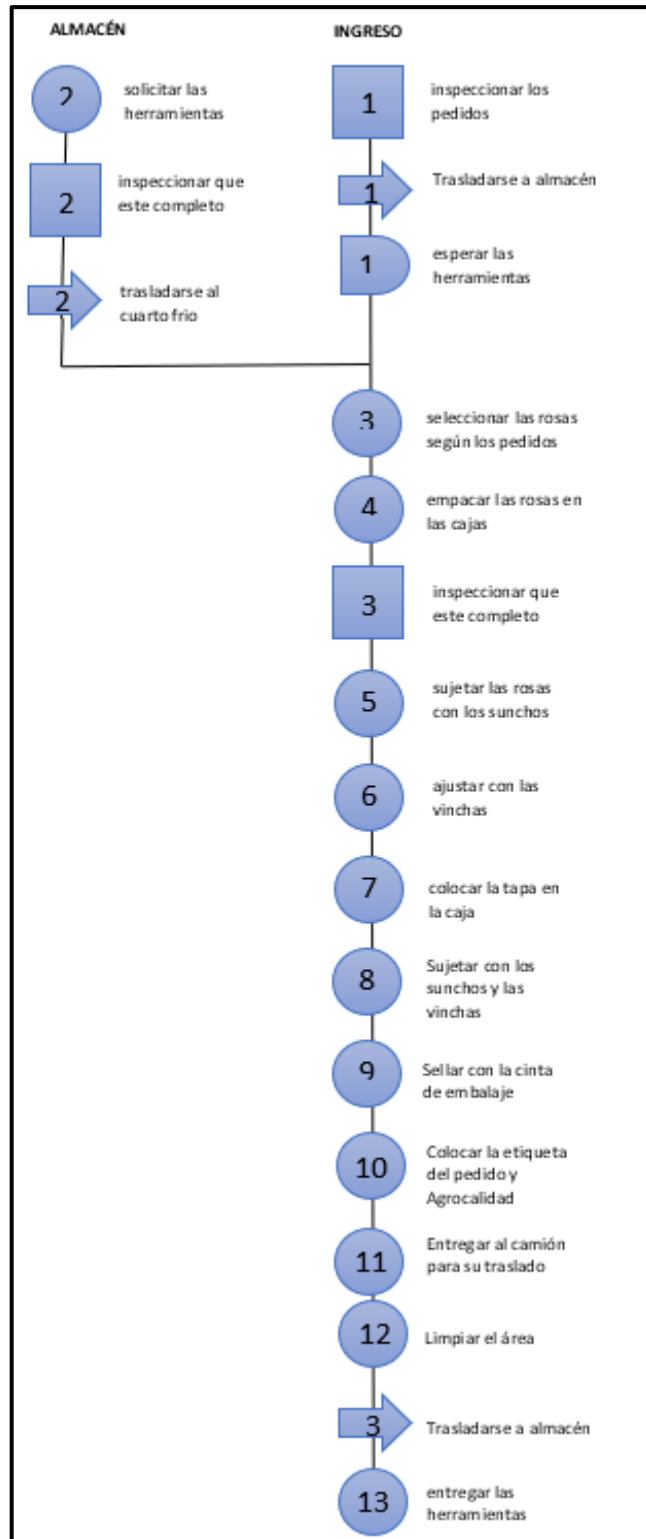 ALMACÉN
INGRESO
2
solicitar las
herramientas
1
inspeccionar los
pedidos
2
inspeccionar que
este completo
1
Trasladarse a almacén
1
esperar las
herramientas
2
trasladarse al
cuarto frio
3
seleccionar las rosas
según los pedidos
4
empacar las rosas en
las cajas
3
inspeccionar que
este completo
5
sujetar las rosas
con los sunchos
6
ajustar con las
vinchas
7
colocar la tapa en
la caja
8
Sujetar con los
sunchos y las
vinchas
9
Sellar con la cinta
de embalaje
10
Colocar la etiqueta
del pedido y
Agrocalidad
11
Entregar al camión
para su traslado
12
Limpiar el área
3
Trasladarse a almacén
13
entregar las
herramientas